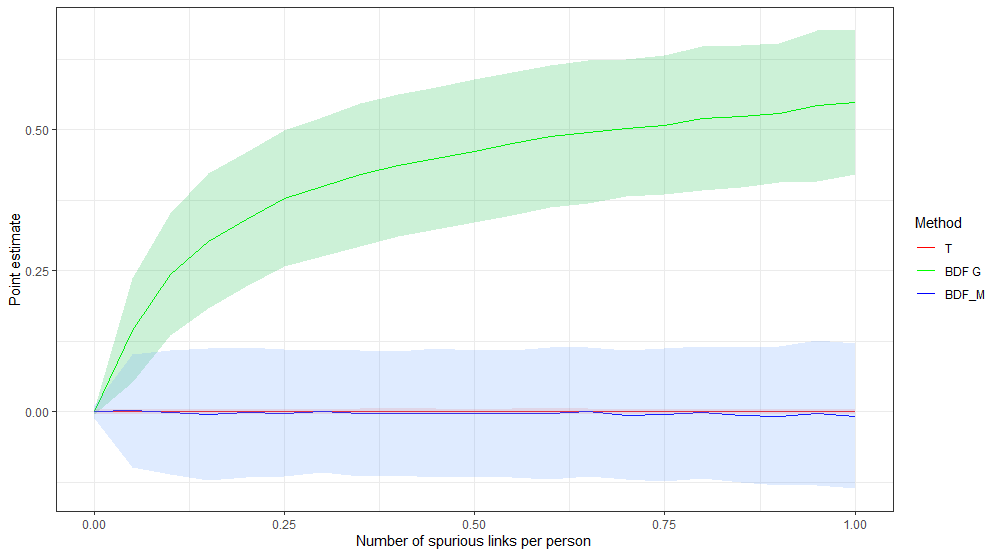 0.50
0.25
0.00
Point estimate
0.00 0.25 0.50 0.75 1.00
Number of spurious links per person
Method
T
BDF G
BDF_M